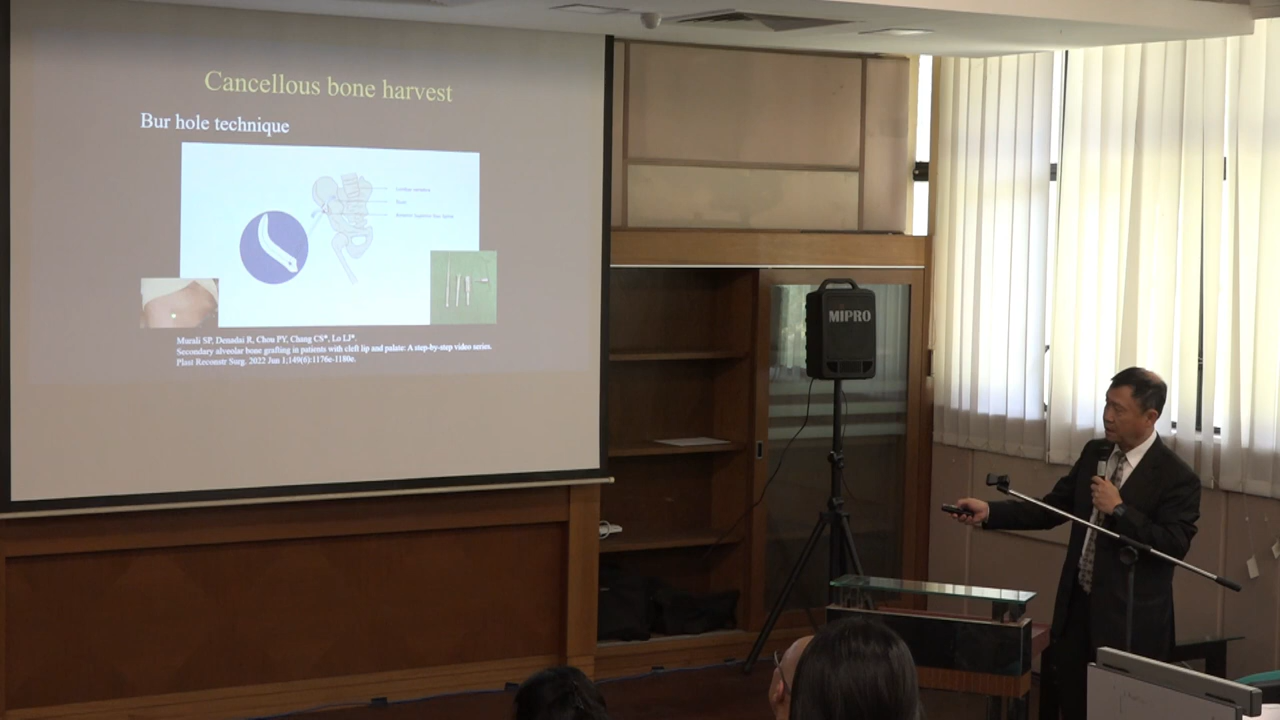 Cancellous bone harvest
Bur hole technique
Murali SP, Denadai R, Chou PY, Chang CS*, Lo LJ*.
Secondary alveolar bone grafting in patients with cleft lip and palate: A step-by-step video series.
Plast Reconstr Surg. 2022 Jun 1;149(6):1176e-1180e.
MIPRO